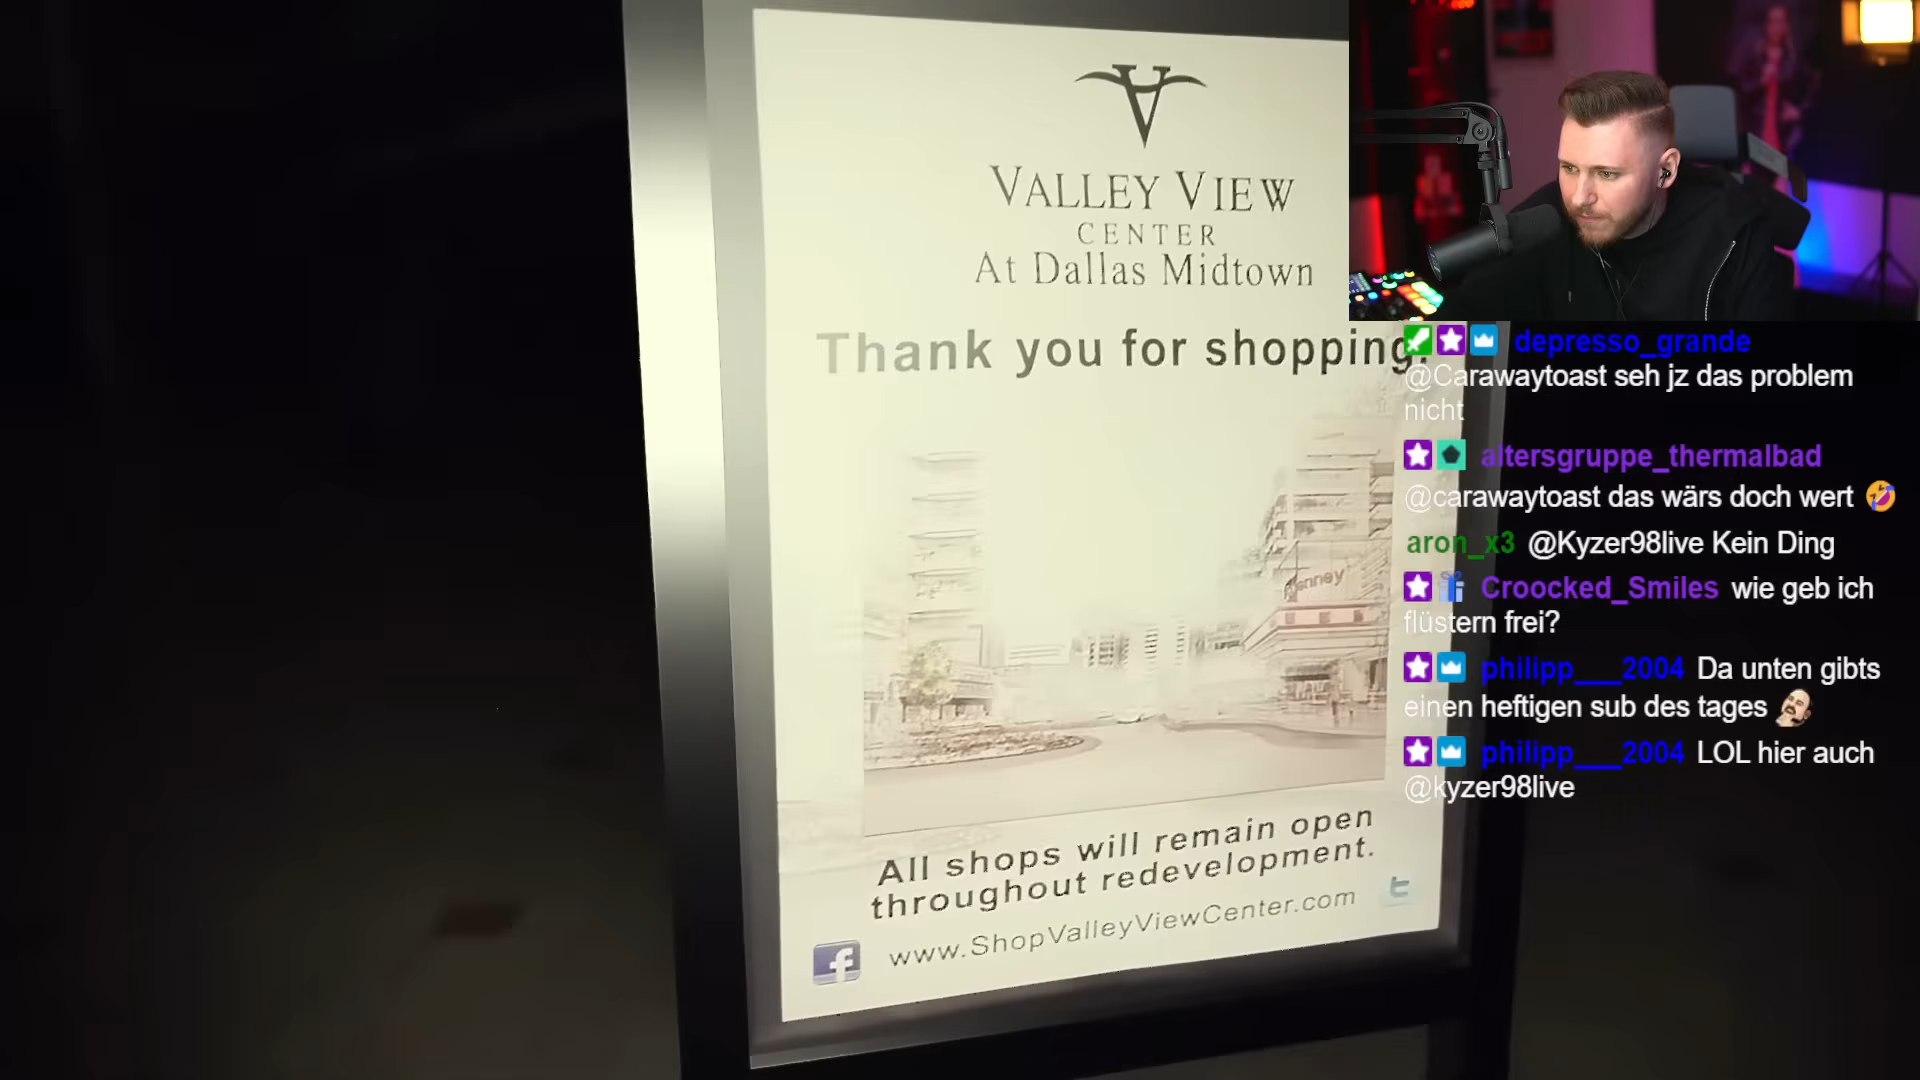 VALLEY VIEW
CENTER
At Dallas Midtown
Thank you for shopping.
All shops will remain open
throughout redevelopment.
www.ShopValleyViewCenter.com
depresso_grande
@Carawaytoast seh jz das problem
nicht
altersgruppe_thermalbad
@carawaytoast das wärs doch wert
aron_x3 @Kyzer98live Kein Ding
Croocked_Smiles wie geb ich
flüstern frei?
philipp___2004 Da unten gibts
einen heftigen sub des tages
philipp___2004 LOL hier auch
@kyzer98live